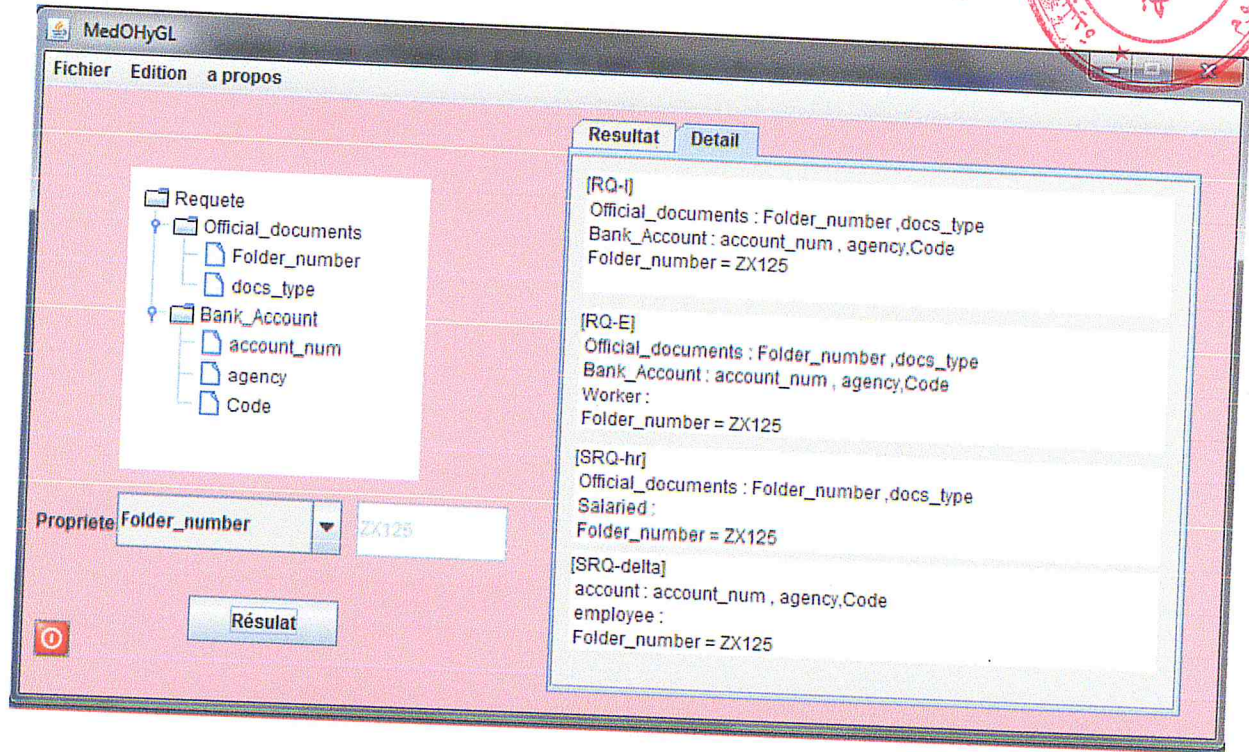 MedOHyGL
Fichier Edition a propos
Requete
Official_documents
Folder_number
docs_type
Bank_Account
account_num
agency
Code
Propriete Folder_number ZX125
Résulat
Resultat Detail
[RQ-I]
Official_documents : Folder_number ,docs_type
Bank_Account : account_num , agency,Code
Folder_number = ZX125
[RQ-E]
Official_documents : Folder_number ,docs_type
Bank_Account : account_num , agency,Code
Worker :
Folder_number = ZX125
[SRQ-hr]
Official_documents : Folder_number ,docs_type
Salaried :
Folder_number = ZX125
[SRQ-delta]
account : account_num , agency,Code
employee :
Folder_number = ZX125